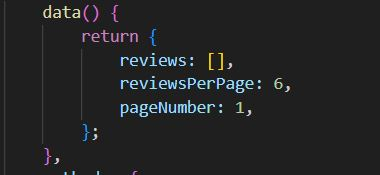 data() {
return {
reviews: [],
reviewsPerPage: 6,
pageNumber: 1,
};
},